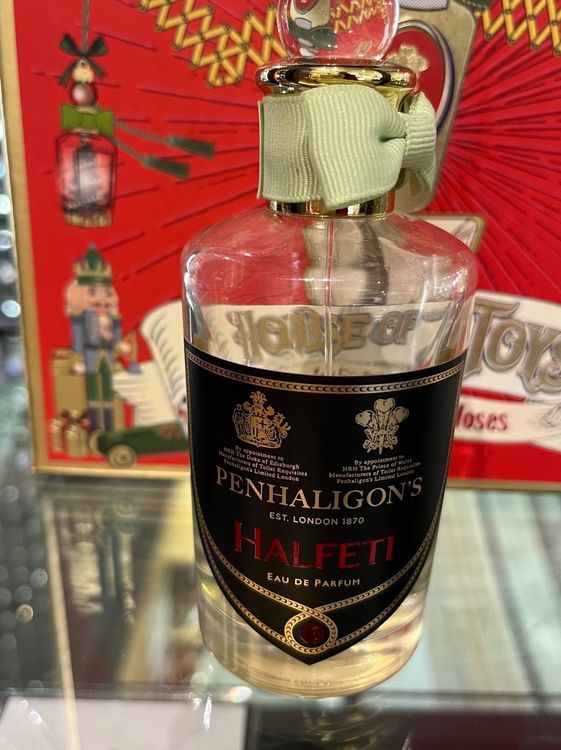 HOUSE OF
TOYS
Noses
By appointment to
HRH The Duke of Edinburgh
Manufacturers of Toilet Requisites
Penhaligon's Limited London
By appointment to
HRH The Prince of Wales
Manufacturers of Toilet Requisites
Penhaligon's Limited London
PENHALIGON'S
EST. LONDON 1870
HALFETI
EAU DE PARFUM